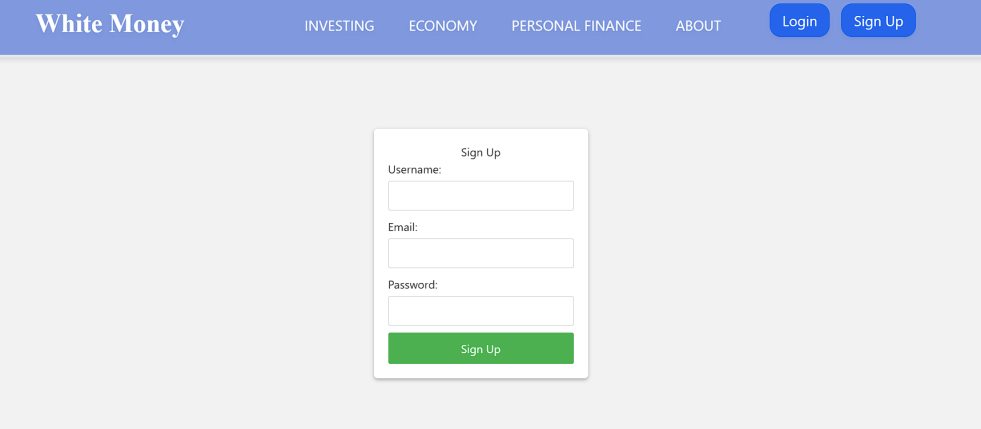 White Money
INVESTING ECONOMY PERSONAL FINANCE ABOUT Login Sign Up
Sign Up
Username:
Email:
Password:
Sign Up